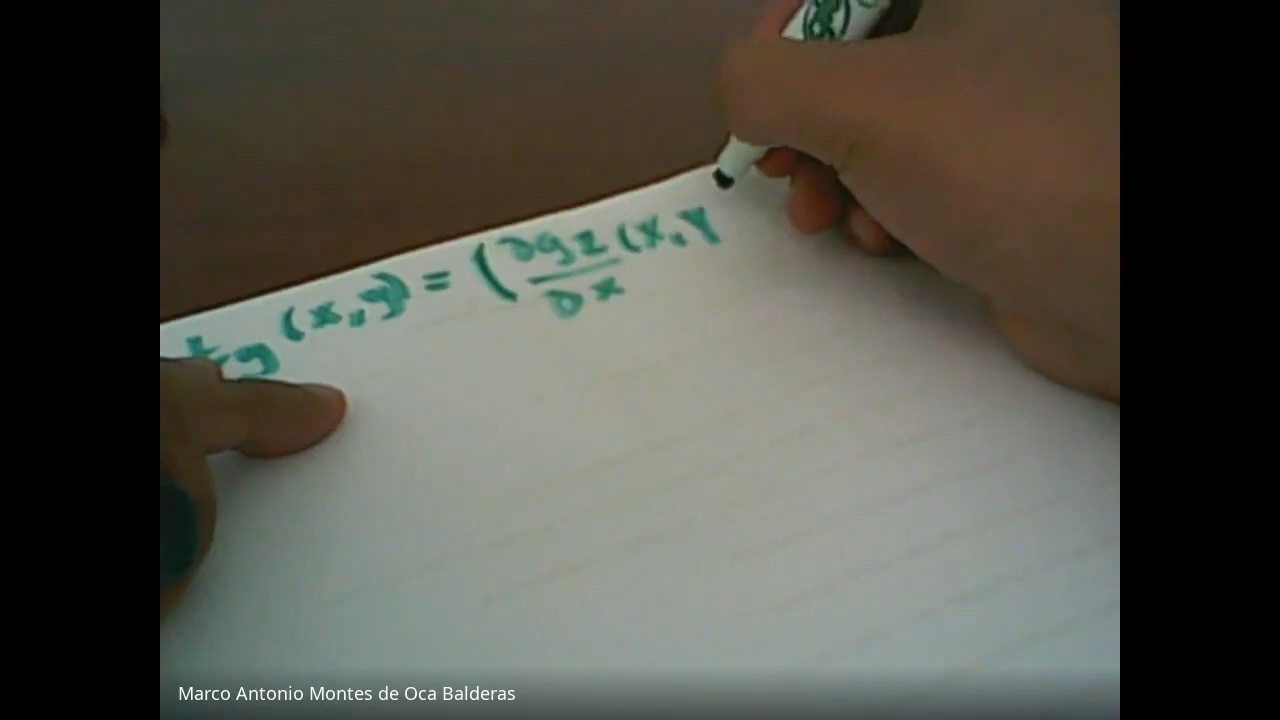 (x,y) = (∂g2/∂x (x,y
Marco Antonio Montes de Oca Balderas